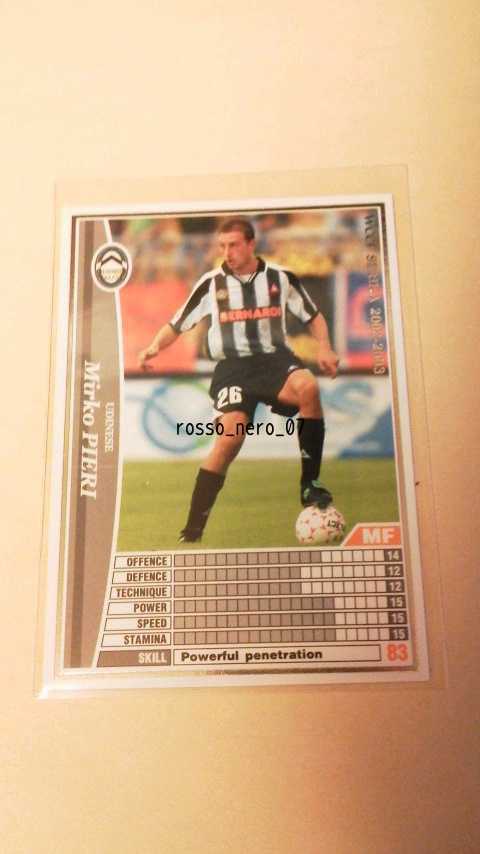 WCCF SERIE A 2002-2003
UDINESE
Mirko PIERI
BERNARDI
26
rosso_nero_07
MF
OFFENCE 14
DEFENCE 12
TECHNIQUE 12
POWER 15
SPEED 15
STAMINA 15
SKILL Powerful penetration 83